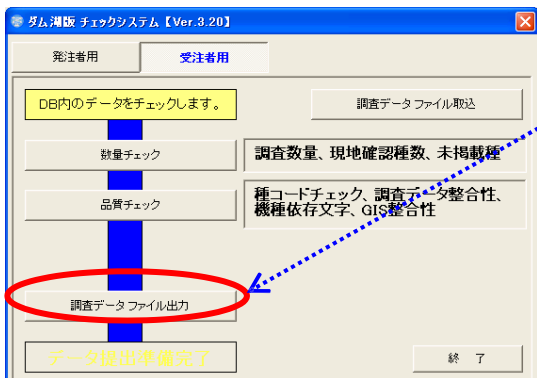 ダム湖版 チェックシステム【Ver.3.20】
発注者用
受注者用
DB内のデータをチェックします。
調査データ ファイル取込
数量チェック
調査数量、現地確認種数、未掲載種
品質チェック
種コードチェック、調査データ整合性、
機種依存文字、GIS整合性
調査データ ファイル出力
データ提出準備完了
終 了